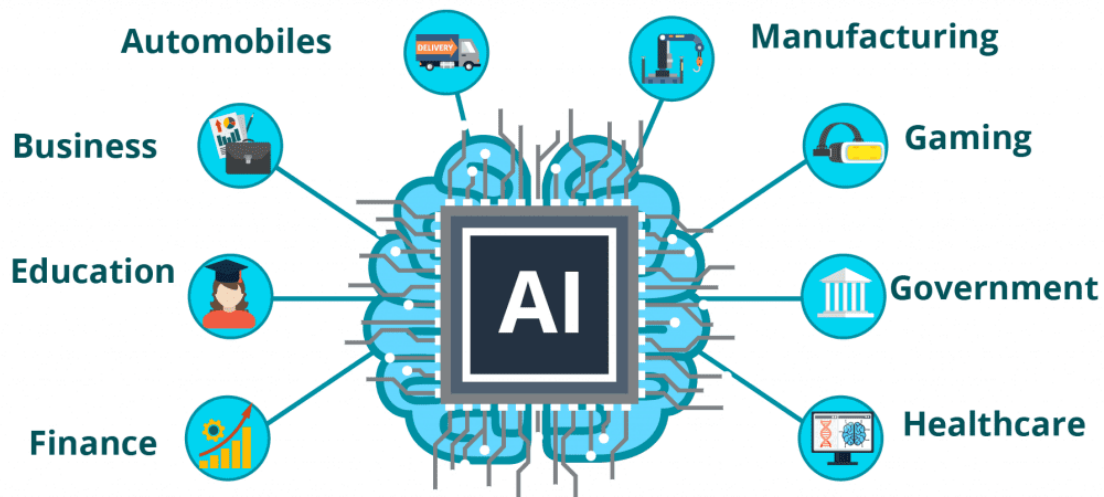 Automobiles
DELIVERY
Manufacturing
Business
Gaming
Education
AI
Government
Finance
Healthcare